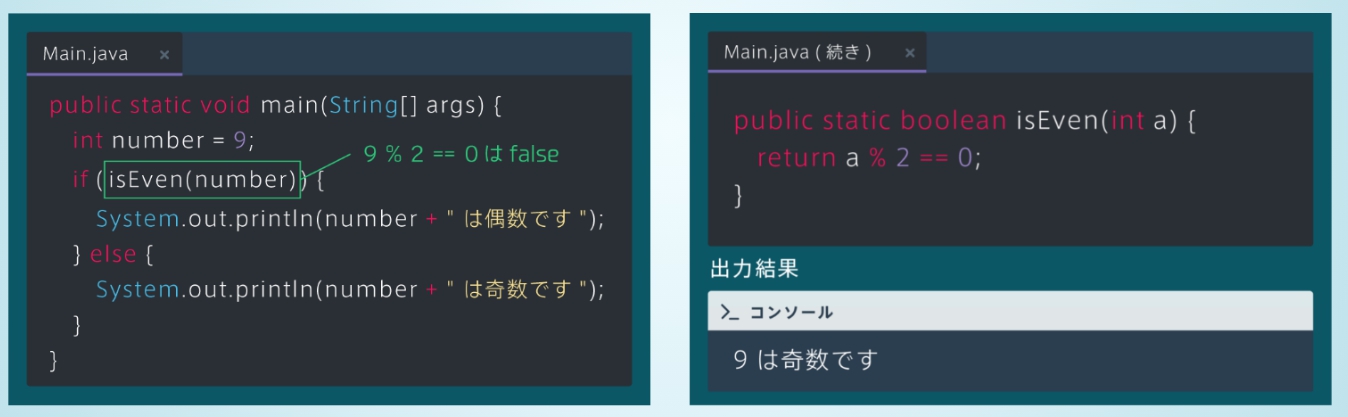 Main.java ×
public static void main(String[] args) {
int number = 9;
9 % 2 == 0 は false
if (isEven(number)) {
System.out.println(number + " は偶数です ");
} else {
System.out.println(number + " は奇数です ");
}
}
Main.java ( 続き ) ×
public static boolean isEven(int a) {
return a % 2 == 0;
}
出力結果
>_ コンソール
9 は奇数です